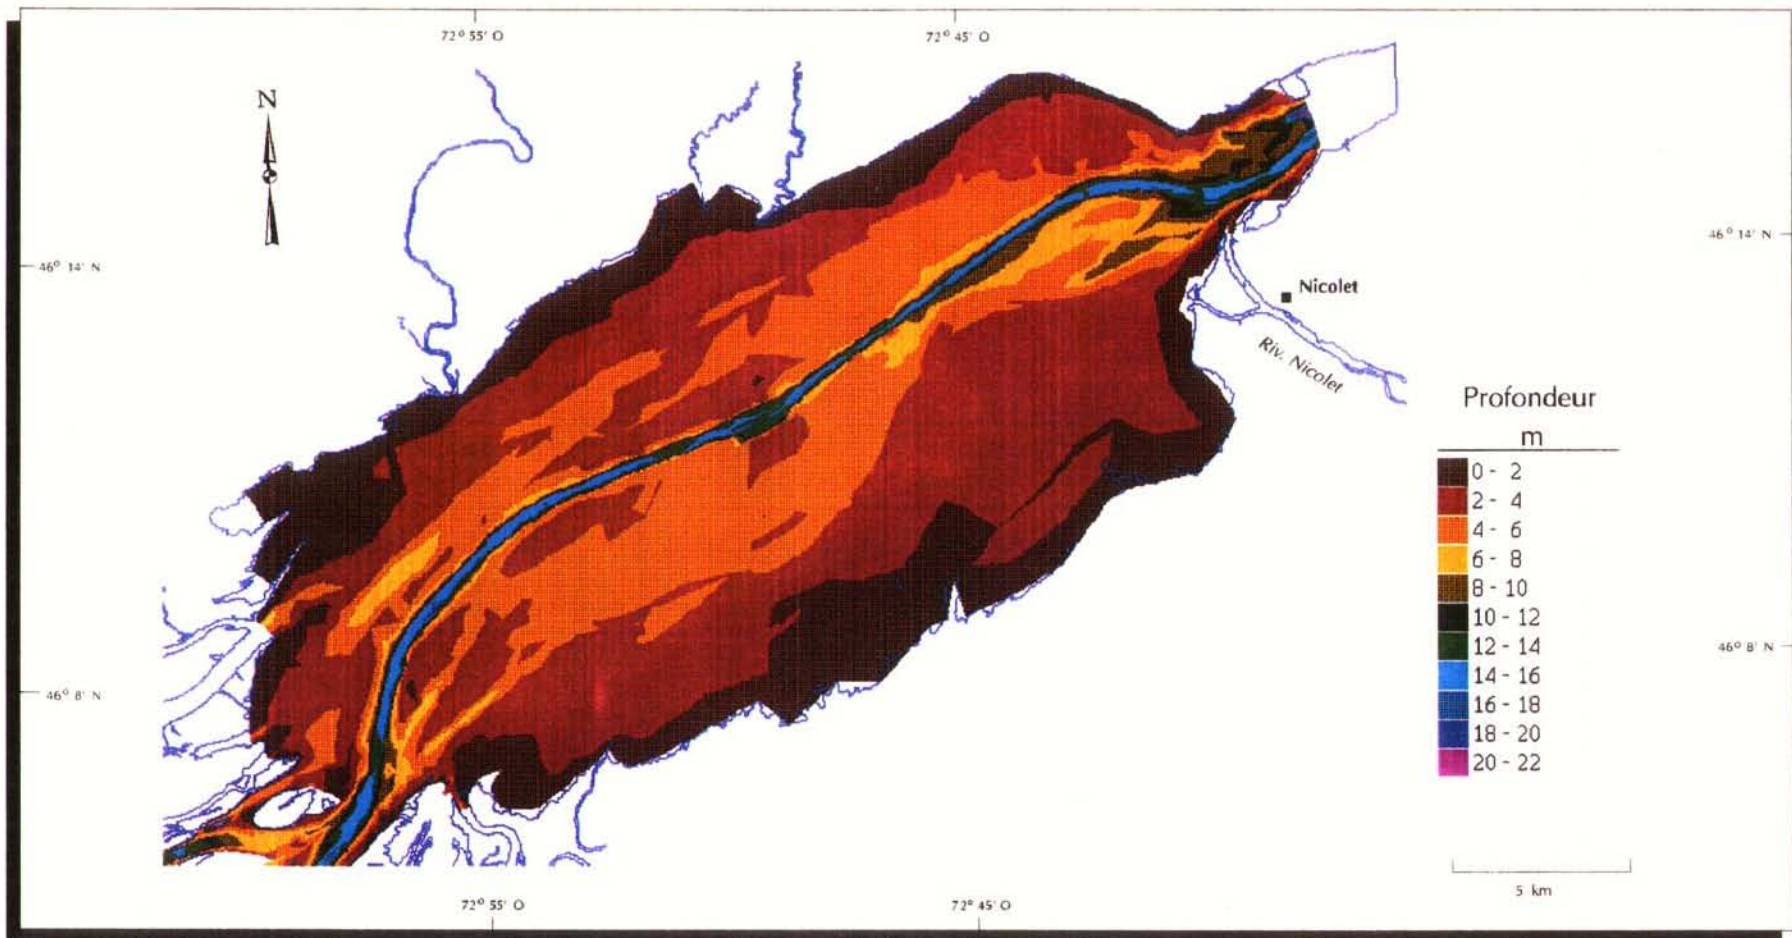 72° 55' O
72° 45' O
N
46° 14' N
46° 14' N
Nicolet
Riv. Nicolet
Profondeur
m
0 - 2
2 - 4
4 - 6
6 - 8
8 - 10
10 - 12
12 - 14
14 - 16
16 - 18
18 - 20
20 - 22
46° 8' N
46° 8' N
5 km
72° 55' O
72° 45' O